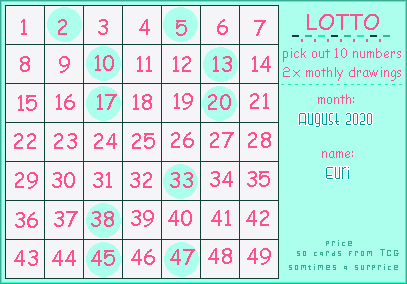 1 2 3 4 5 6 7
8 9 10 11 12 13 14
15 16 17 18 19 20 21
22 23 24 25 26 27 28
29 30 31 32 33 34 35
36 37 38 39 40 41 42
43 44 45 46 47 48 49
LOTTO
pick out 10 numbers
2x mothly drawings
month:
August 2020
name:
Euri
price
50 cards from TCG
somtimes a surprice